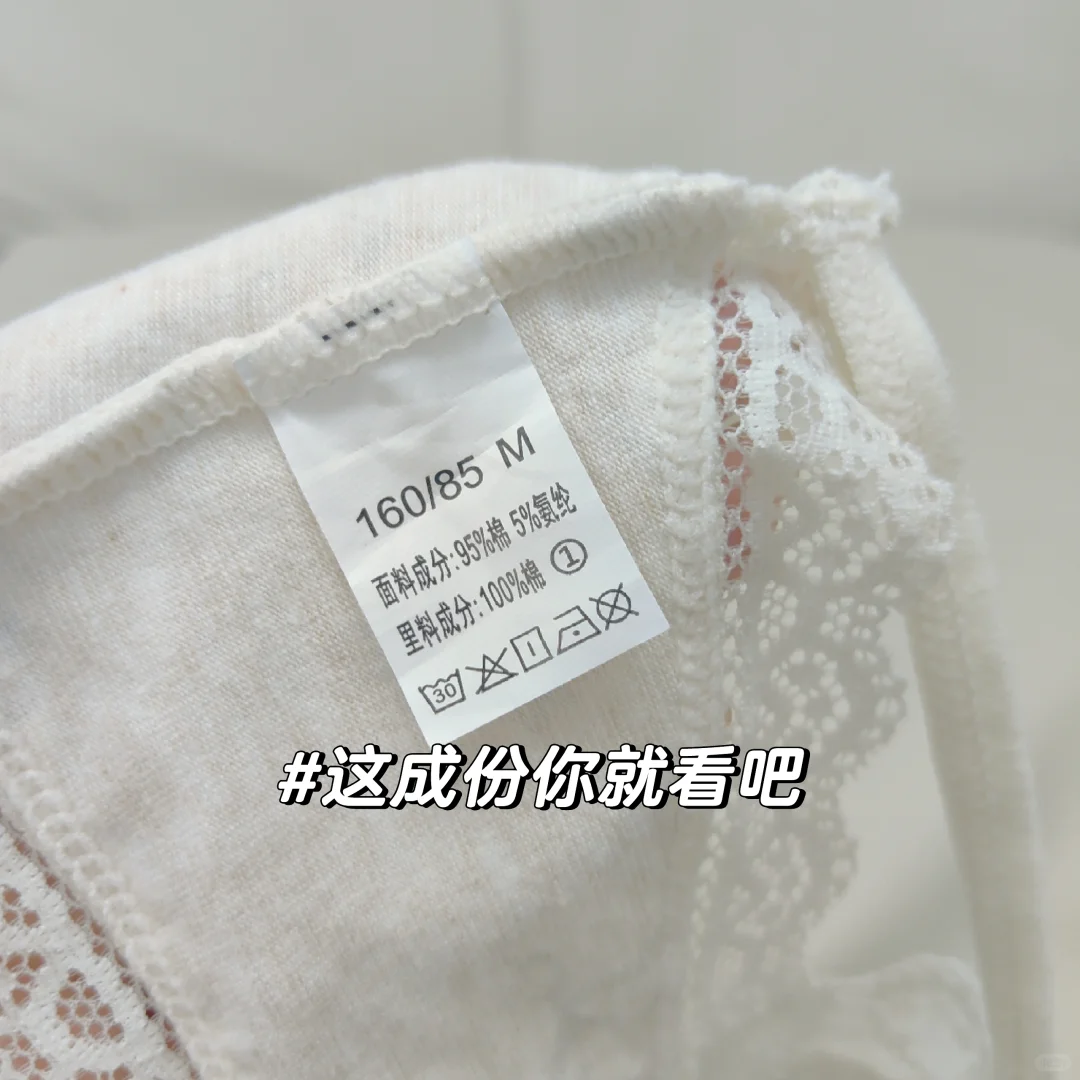 160/85 M
面料成分:95%棉 5%氨纶
里料成分:100%棉 ①
30
#这成份你就看吧